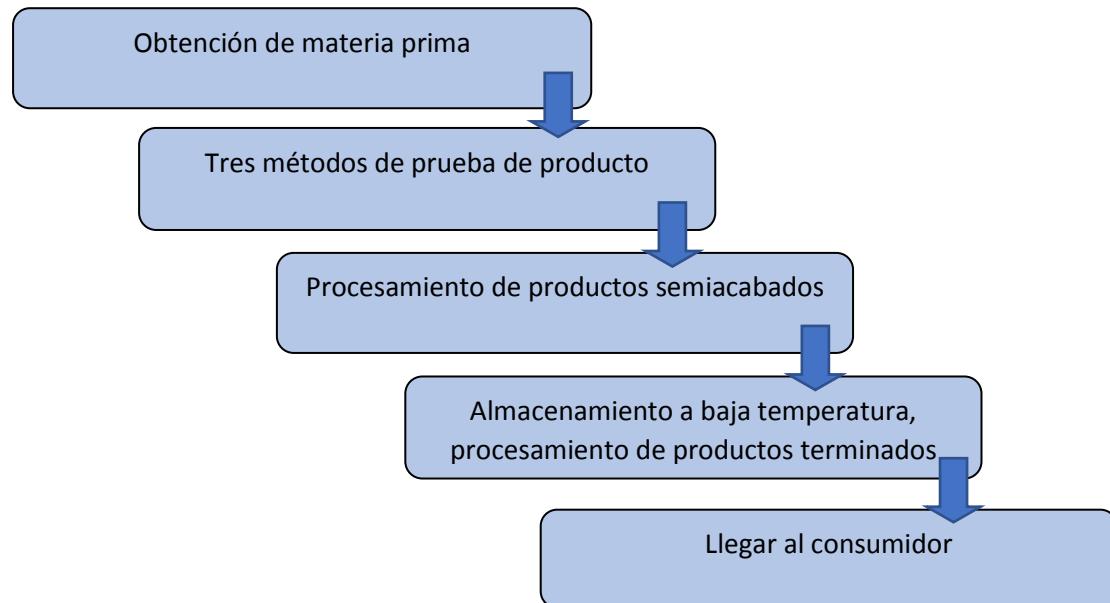 Obtención de materia prima
Tres métodos de prueba de producto
Procesamiento de productos semiacabados
Almacenamiento a baja temperatura,
procesamiento de productos terminados
Llegar al consumidor